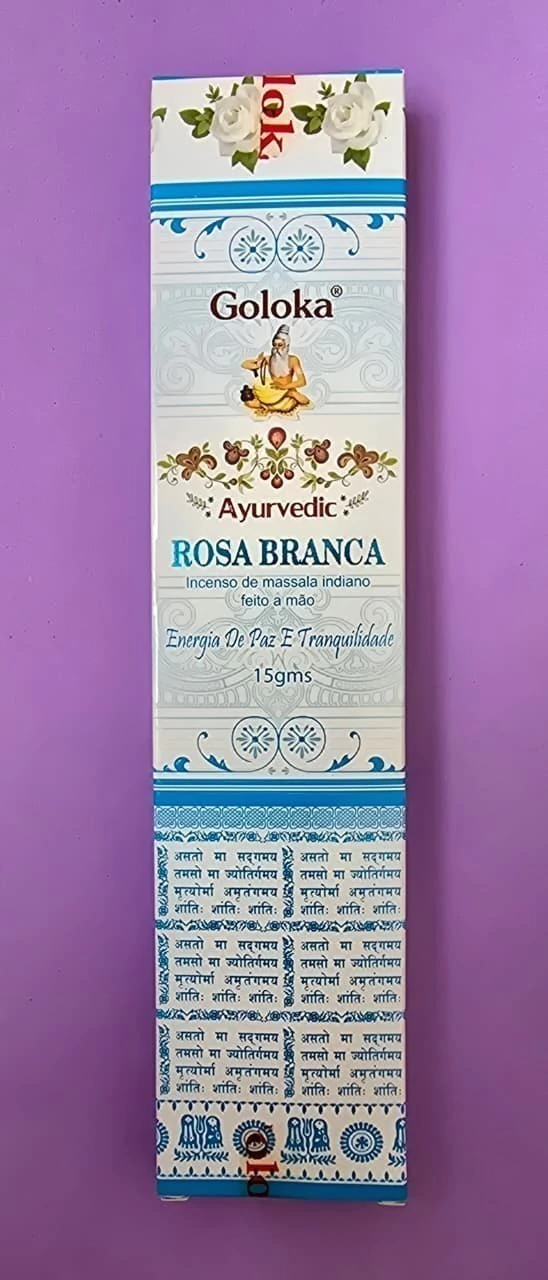 lok
Goloka®
Ayurvedic
ROSA BRANCA
Incenso de massala indiano
feito a mão
Energia De Paz E Tranquilidade
15gms
असतो मा सद्गमय असतो मा सद्गमय
तमसो मा ज्योतिर्गमय तमसो मा ज्योतिर्गमय
मृत्योर्मा अमृतंगमय मृत्योर्मा अमृतंगमय
शांतिः शांतिः शांतिः शांतिः शांतिः शांतिः
असतो मा सद्गमय असतो मा सद्गमय
तमसो मा ज्योतिर्गमय तमसो मा ज्योतिर्गमय
मृत्योर्मा अमृतंगमय मृत्योर्मा अमृतंगमय
शांतिः शांतिः शांतिः शांतिः शांतिः शांतिः
असतो मा सद्गमय असतो मा सद्गमय
तमसो मा ज्योतिर्गमय तमसो मा ज्योतिर्गमय
मृत्योर्मा अमृतंगमय मृत्योर्मा अमृतंगमय
शांतिः शांतिः शांतिः शांतिः शांतिः शांतिः
lo